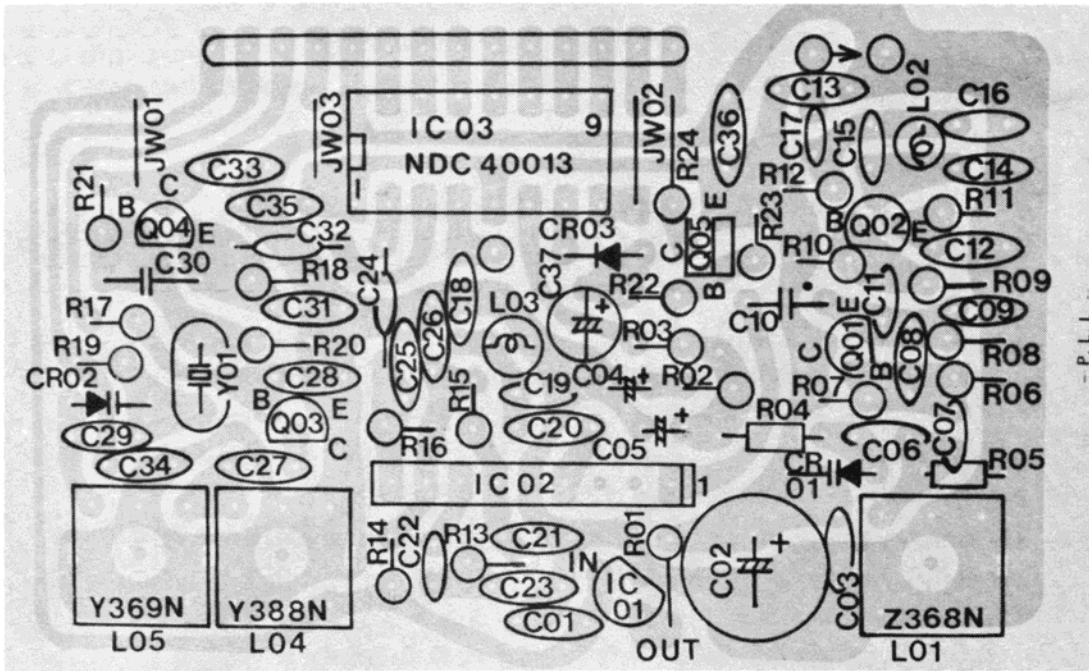 JW01
JW03
IC 03 9
NDC 40013
JW02
R24
C36
C13
L02
C16
C17
C15
C14
R21
C
B
Q04
E
C33
C35
C32
C30
R18
C31
C24
C18
C37
CR03
R22
E
C
Q05
B
R23
R12
B
Q02
E
R11
R10
C12
R09
C11
C10
C09
R17
R19
CR02
Y01
R20
C28
B
Q03
E
C
C25
C26
L03
R03
R02
C04
C19
R15
R16
C20
C05
E
C
Q01
B
C08
R08
R06
R07
R04
C06
C07
R05
CR
01
C29
C34
C27
IC 02 1
R14
C22
R13
C21
IN
C23
C01
IC
01
R01
OUT
C02
C03
Y369N
L05
Y388N
L04
Z368N
L01